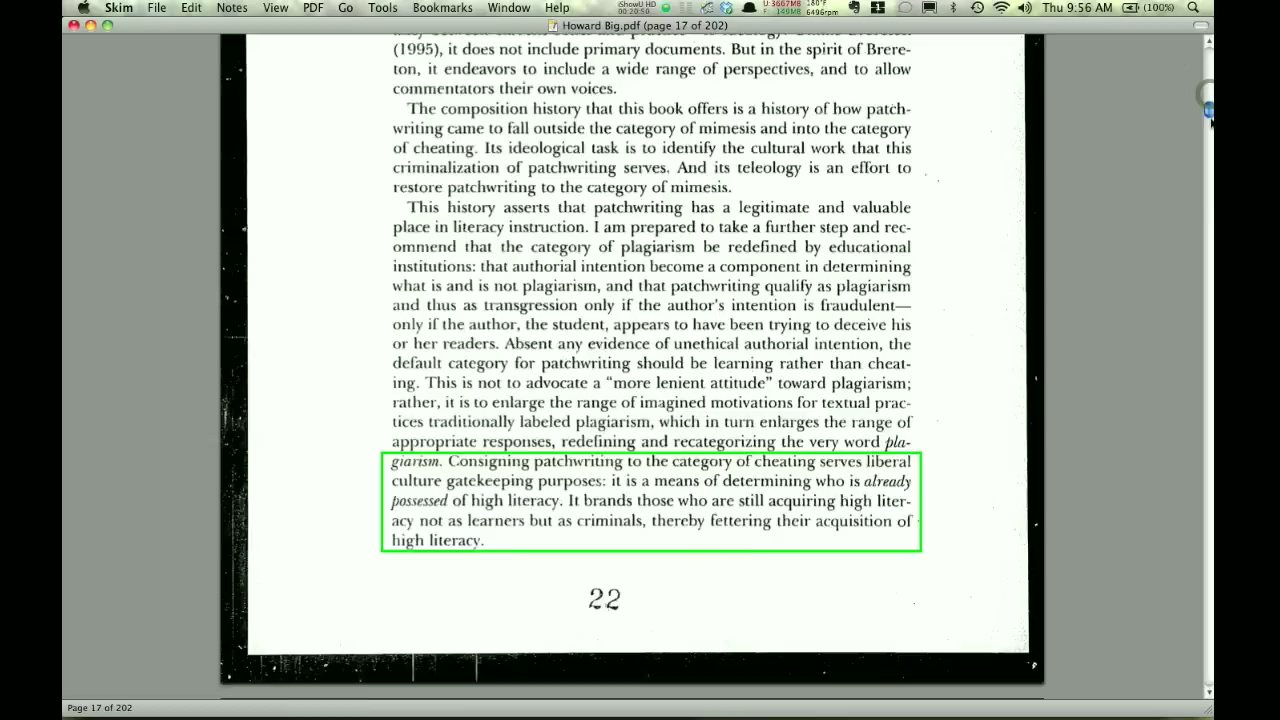 Skim File Edit Notes View PDF Go Tools Bookmarks Window Help iShowU HD 00:20:50 U: 3667MB F: 149MB 180°F 6496rpm 1 Thu 9:56 AM (100%)
Howard Big.pdf (page 17 of 202)
(1995), it does not include primary documents. But in the spirit of Brere-
ton, it endeavors to include a wide range of perspectives, and to allow
commentators their own voices.
The composition history that this book offers is a history of how patch-
writing came to fall outside the category of mimesis and into the category
of cheating. Its ideological task is to identify the cultural work that this
criminalization of patchwriting serves. And its teleology is an effort to
restore patchwriting to the category of mimesis.
This history asserts that patchwriting has a legitimate and valuable
place in literacy instruction. I am prepared to take a further step and rec-
ommend that the category of plagiarism be redefined by educational
institutions: that authorial intention become a component in determining
what is and is not plagiarism, and that patchwriting qualify as plagiarism
and thus as transgression only if the author's intention is fraudulent—
only if the author, the student, appears to have been trying to deceive his
or her readers. Absent any evidence of unethical authorial intention, the
default category for patchwriting should be learning rather than cheat-
ing. This is not to advocate a “more lenient attitude” toward plagiarism;
rather, it is to enlarge the range of imagined motivations for textual prac-
tices traditionally labeled plagiarism, which in turn enlarges the range of
appropriate responses, redefining and recategorizing the very word pla-
giarism. Consigning patchwriting to the category of cheating serves liberal
culture gatekeeping purposes: it is a means of determining who is already
possessed of high literacy. It brands those who are still acquiring high liter-
acy not as learners but as criminals, thereby fettering their acquisition of
high literacy.
22
Page 17 of 202